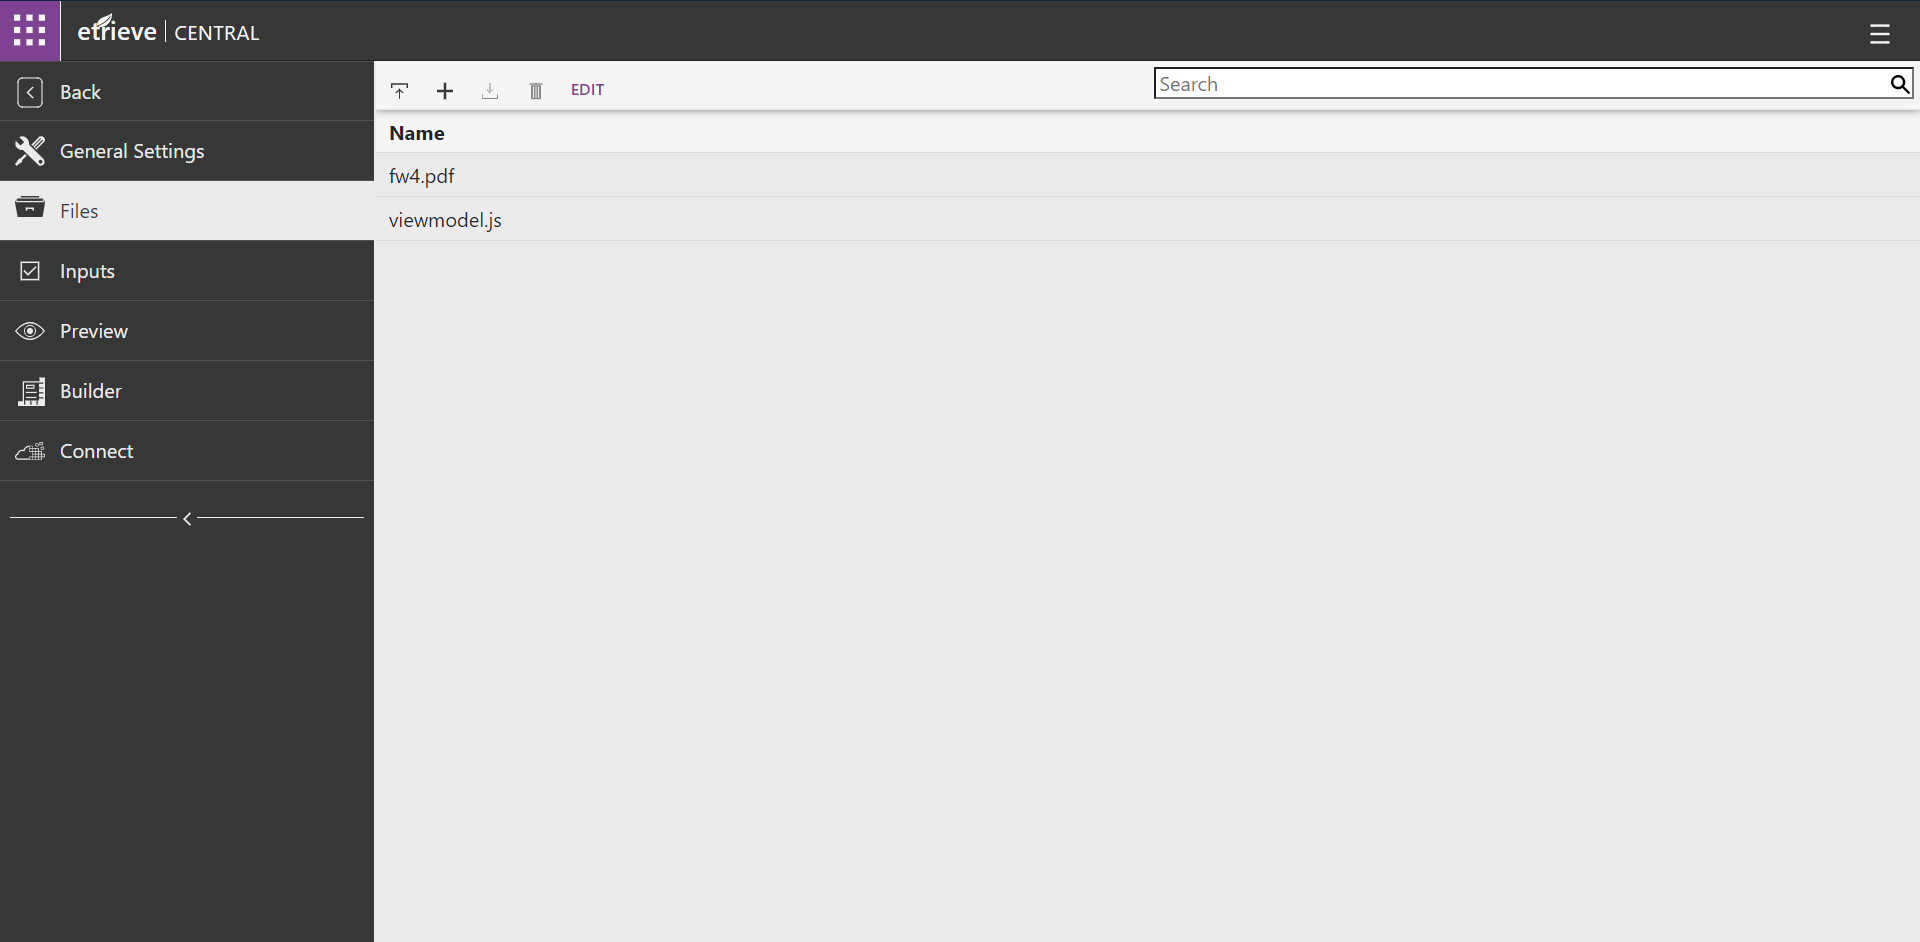 etrieve CENTRAL
Back
General Settings
Files
Inputs
Preview
Builder
Connect
EDIT
Search
Name
fw4.pdf
viewmodel.js